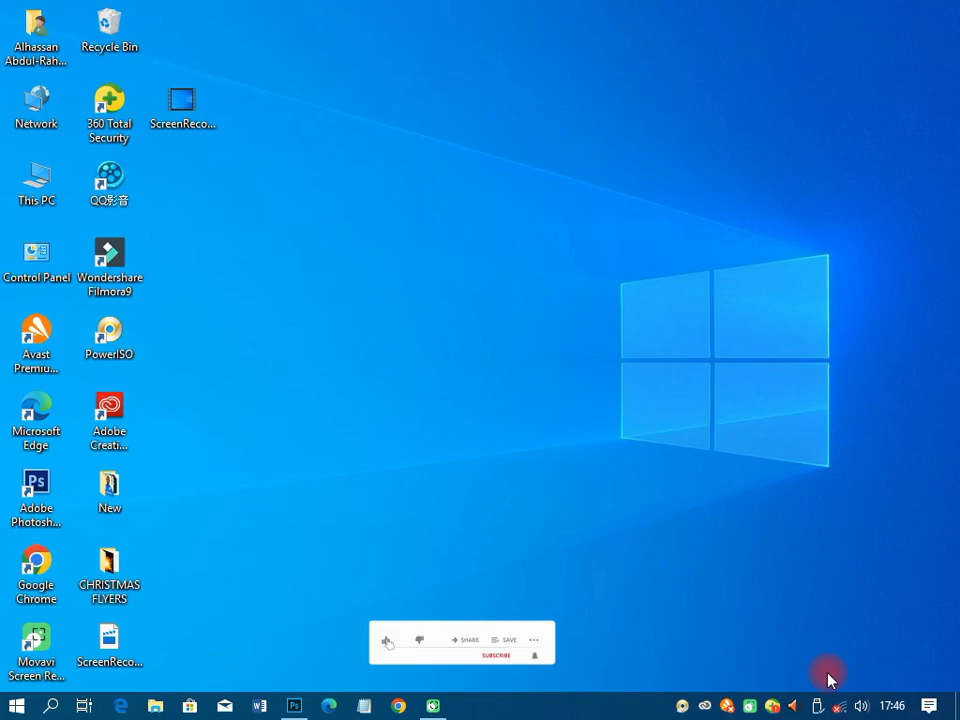 Alhassan
Abdul-Rah...
Recycle Bin
Network
360 Total
Security
ScreenReco...
This PC
QQ影音
Control Panel
Wondershare
Filmora9
Avast
Premiu...
PowerISO
Microsoft
Edge
Adobe
Creati...
Ps
Adobe
Photosh...
New
Google
Chrome
CHRISTMAS
FLYERS
Movavi
Screen Re...
ScreenReco...
SHARE
SAVE
SUBSCRIBE
Ps
17:46